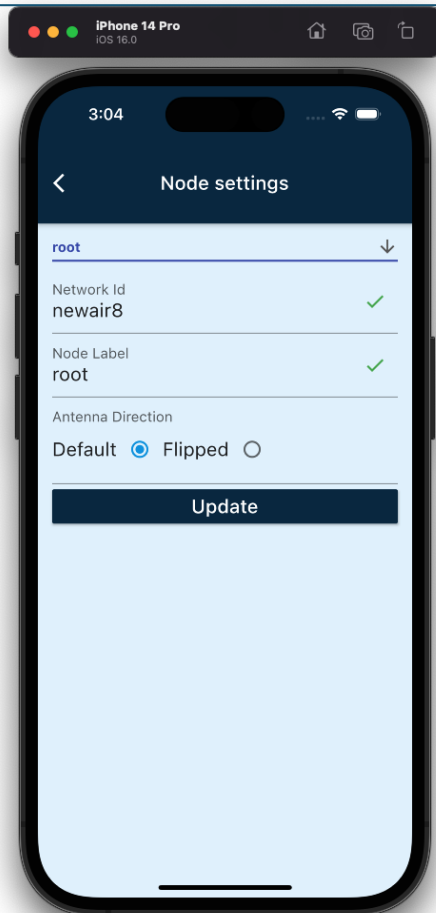 iPhone 14 Pro
iOS 16.0
3:04
Node settings
root
Network Id
newair8
Node Label
root
Antenna Direction
Default Flipped
Update